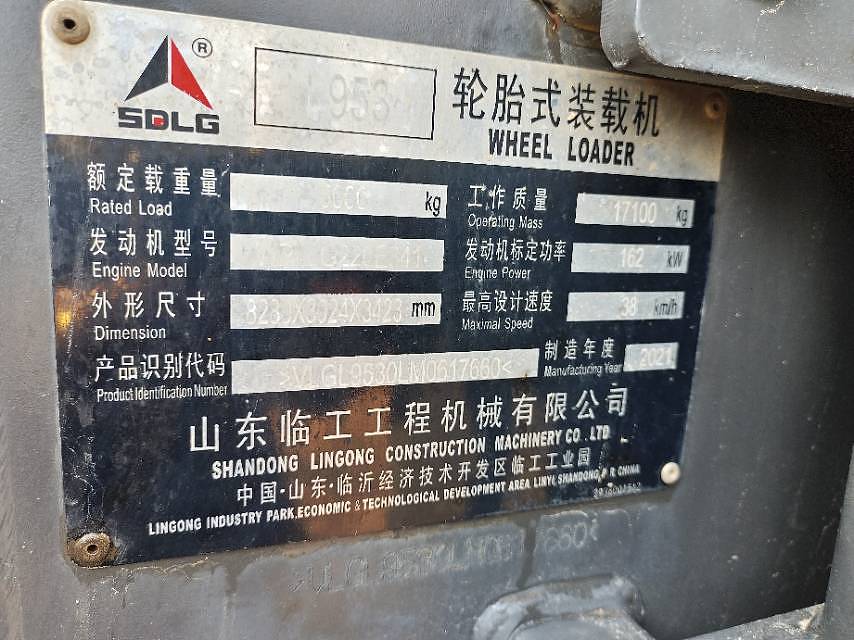 SDLG ®
L953
轮胎式装载机
WHEEL LOADER
额定载重量 kg
Rated Load
工作质量 17100 kg
Operating Mass
发动机型号
Engine Model
发动机标定功率 162 kW
Engine Power
外形尺寸 mm
Dimension
最高设计速度 38 km/h
Maximal Speed
产品识别代码
Product Identification Number
制造年度 2021
Manufacturing Year
山东临工工程机械有限公司
SHANDONG LINGONG CONSTRUCTION MACHINERY CO., LTD.
中国·山东·临沂经济技术开发区临工工业园
LINGONG INDUSTRY PARK, ECONOMIC & TECHNOLOGICAL DEVELOPMENT AREA LINYI, SHANDONG, P.R. CHINA